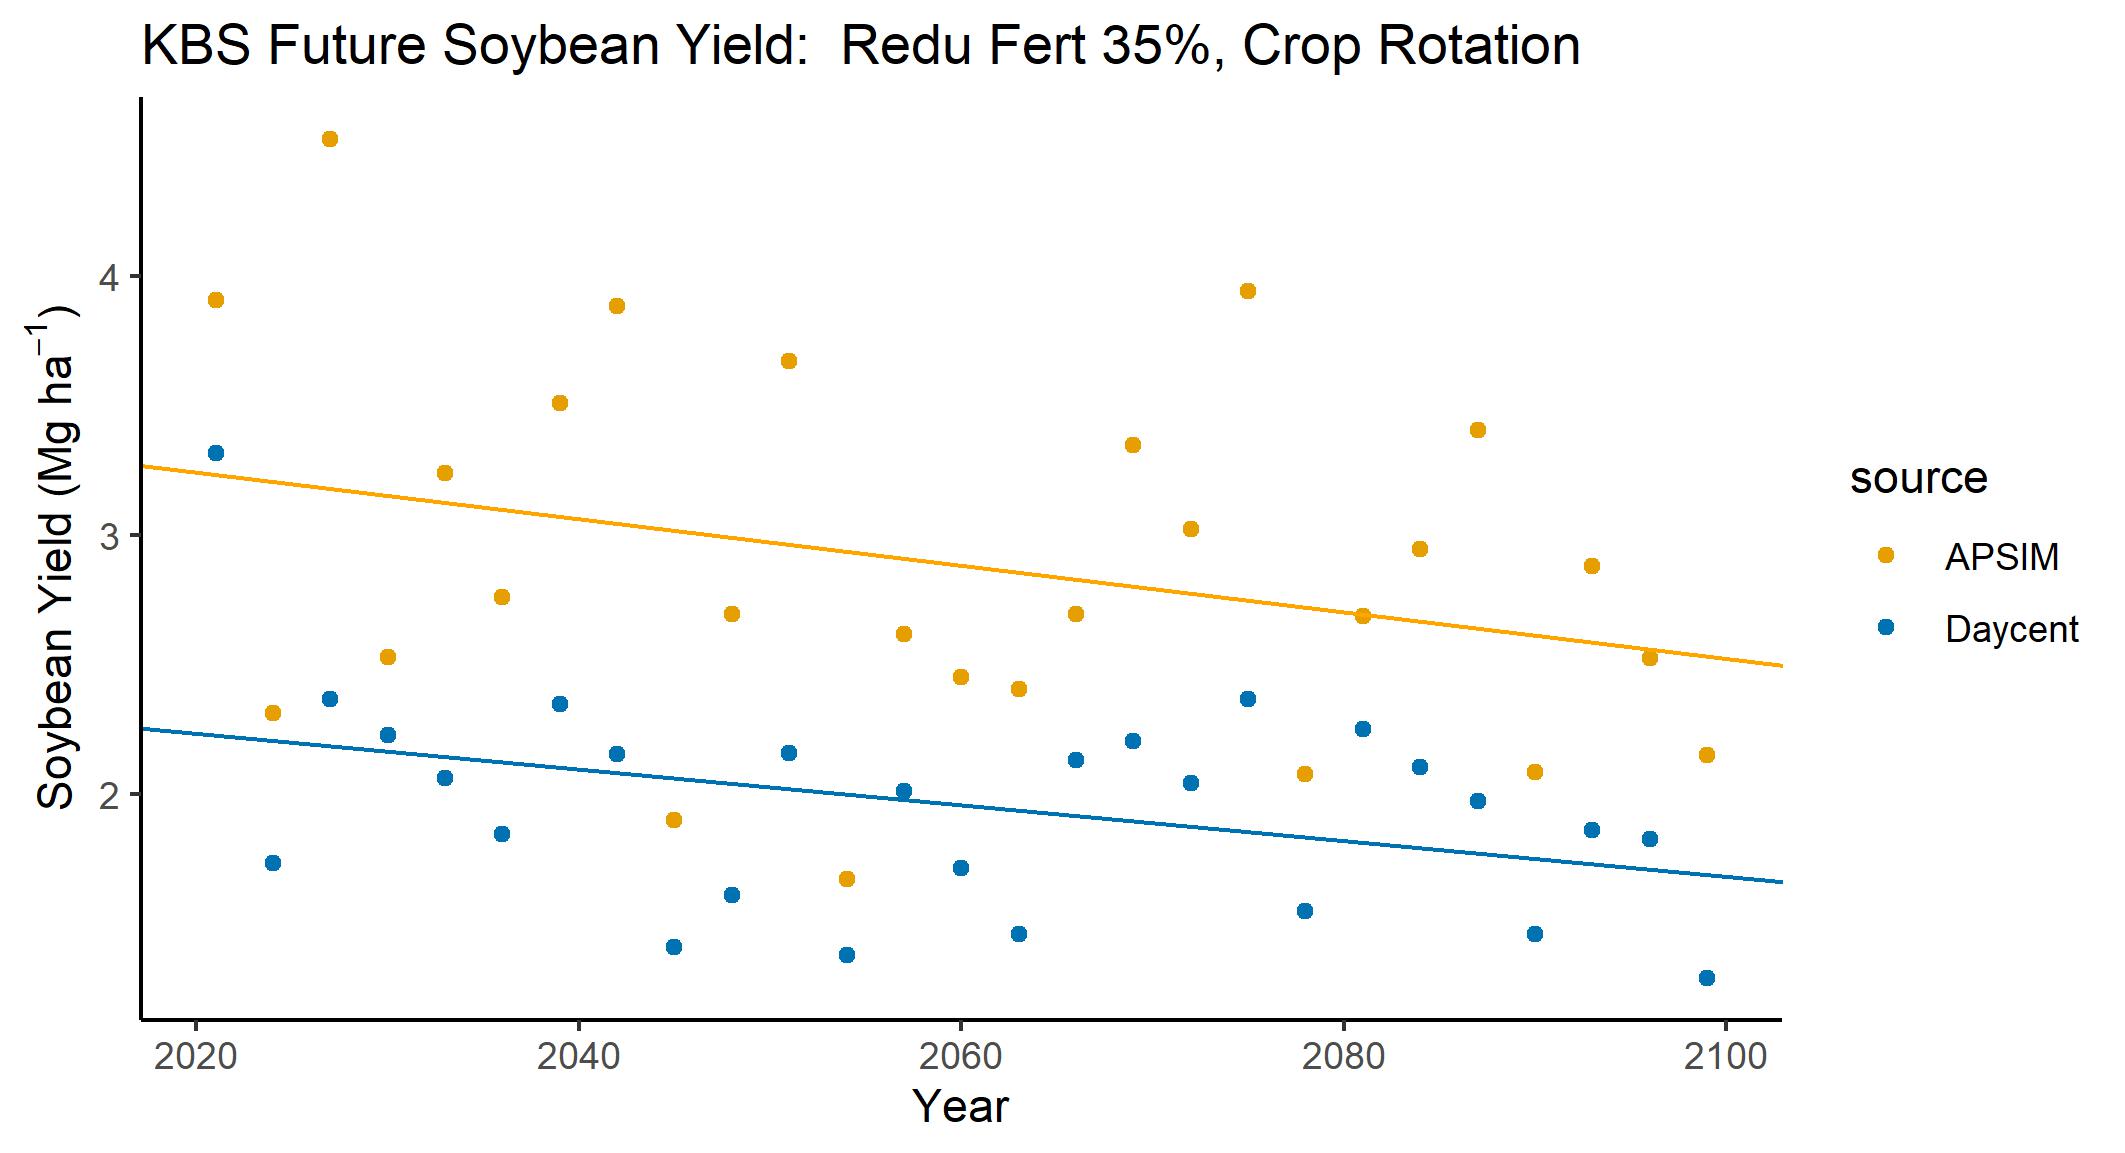 KBS Future Soybean Yield:  Redu Fert 35%, Crop Rotation
Soybean Yield (Mg ha⁻¹)
4
3
2
2020 2040 2060 2080 2100
Year
source
APSIM
Daycent